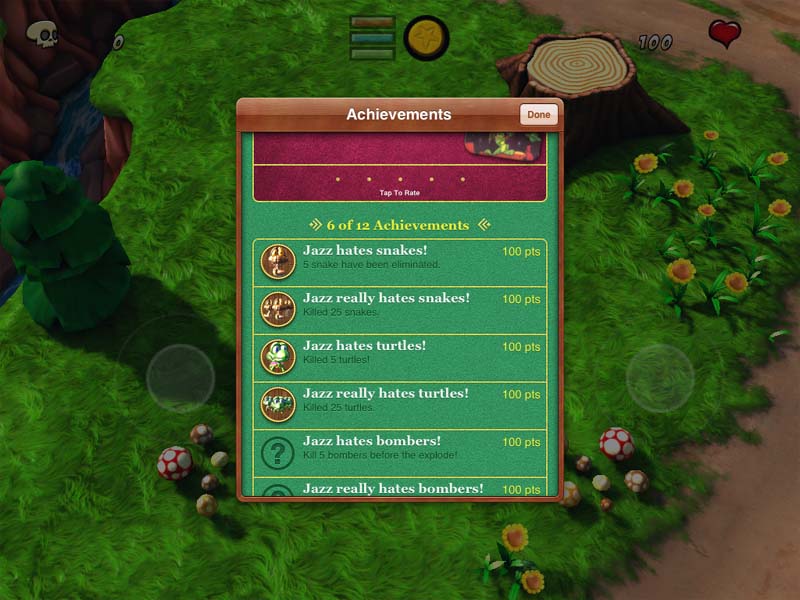 0
100
Achievements
Done
Tap To Rate
6 of 12 Achievements
Jazz hates snakes!
100 pts
5 snake have been eliminated.
Jazz really hates snakes!
100 pts
Killed 25 snakes.
Jazz hates turtles!
100 pts
Killed 5 turtles!
Jazz really hates turtles!
100 pts
Killed 25 turtles.
Jazz hates bombers!
100 pts
Kill 5 bombers before the explode!
Jazz really hates bombers!
100 pts